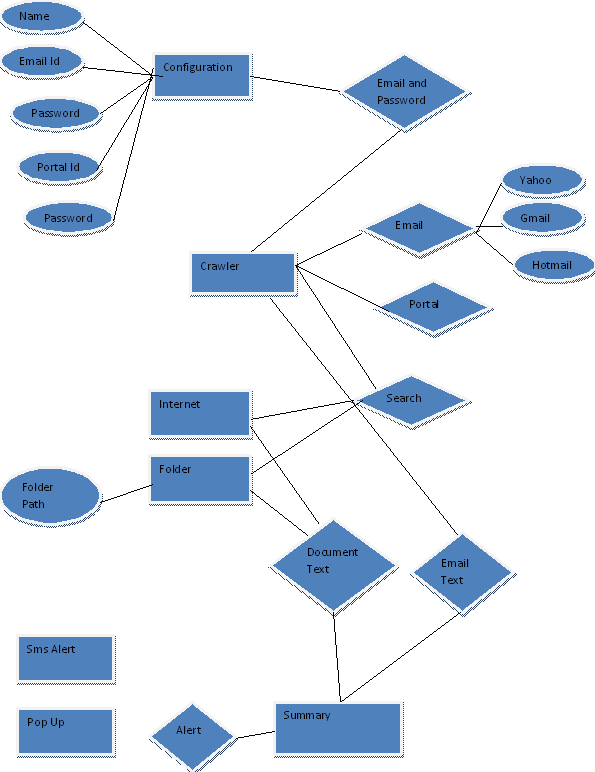 Name
Configuration
Email Id
Email and
Password
Password
Portal Id
Password
Yahoo
Email
Gmail
Hotmail
Crawler
Portal
Internet
Search
Folder
Folder
Path
Document
Text
Email
Text
Sms Alert
Pop Up
Alert
Summary